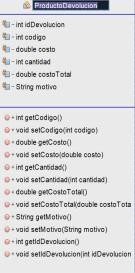 ProductoDevolucion
- int idDevolucion
- int codigo
- double costo
- int cantidad
- double costoTotal
- String motivo
+ int getCodigo()
+ void setCodigo(int codigo)
+ double getCosto()
+ void setCosto(double costo
+ int getCantidad()
+ void setCantidad(int cantidad)
+ double getCostoTotal()
+ void setCostoTotal(double costoTota
+ String getMotivo()
+ void setMotivo(String motivo)
+ int getIdDevolucion()
+ void setIdDevolucion(int idDevolucion